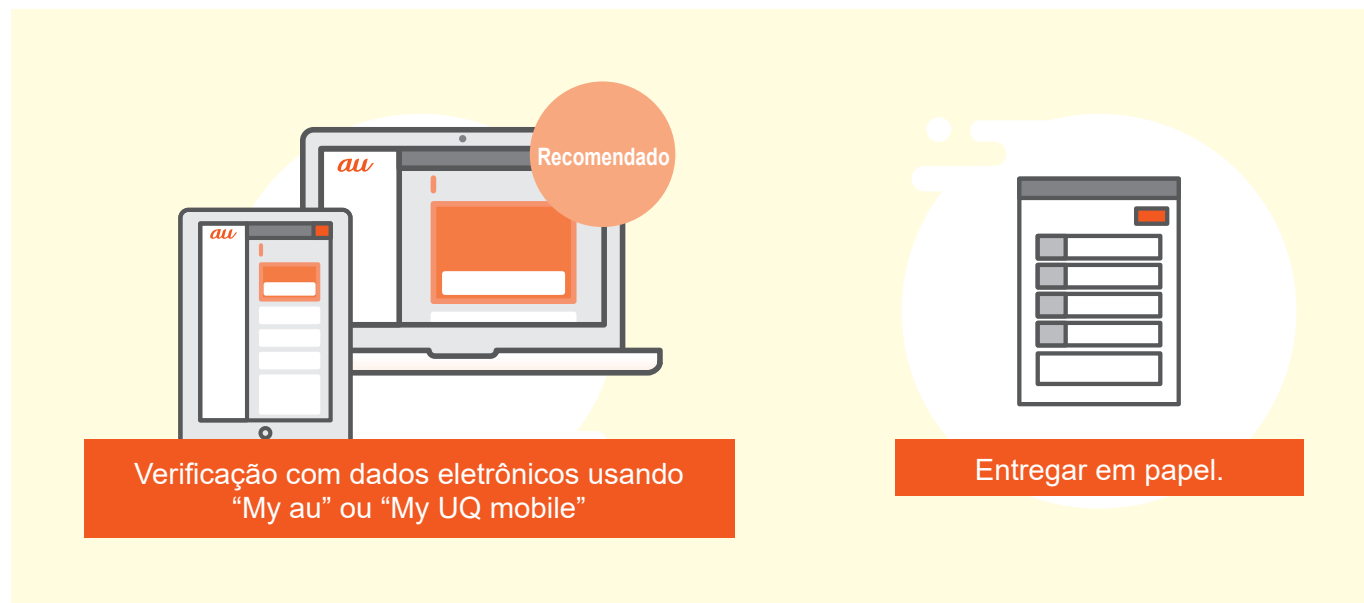 au
Recomendado
au
Verificação com dados eletrônicos usando
“My au” ou “My UQ mobile”
Entregar em papel.